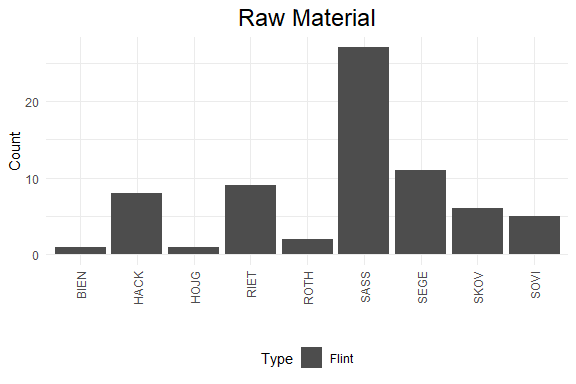 Raw Material
Count
20
10
0
BIEN
HACK
HOJG
RIET
ROTH
SASS
SEGE
SKOV
SOVI
Type Flint